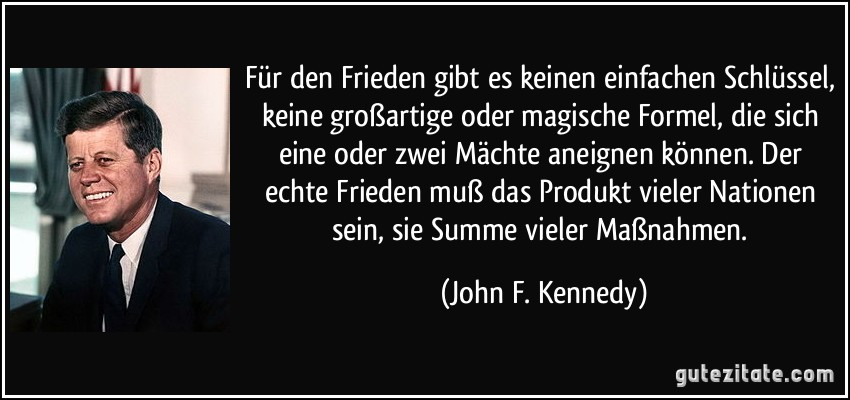 Für den Frieden gibt es keinen einfachen Schlüssel,
keine großartige oder magische Formel, die sich
eine oder zwei Mächte aneignen können. Der
echte Frieden muß das Produkt vieler Nationen
sein, sie Summe vieler Maßnahmen.
(John F. Kennedy)
gutezitate.com